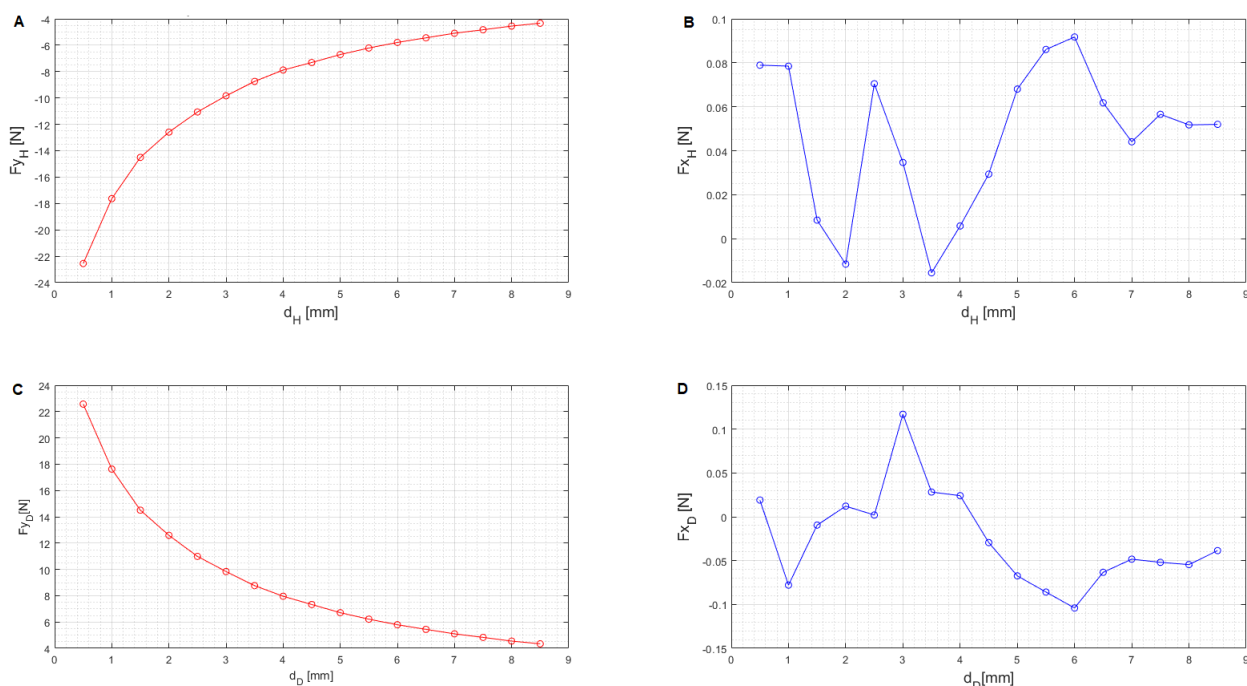 A
-4
-6
-8
-10
-12
-14
-16
-18
-20
-22
-24
Fy_H [N]
0 1 2 3 4 5 6 7 8 9
d_H [mm]
B
0.1
0.08
0.06
0.04
0.02
0
-0.02
Fx_H [N]
0 1 2 3 4 5 6 7 8 9
d_H [mm]
C
24
22
20
18
16
14
12
10
8
6
4
Fy_D[N]
0 1 2 3 4 5 6 7 8 9
d_D [mm]
D
0.15
0.1
0.05
0
-0.05
-0.1
-0.15
Fx_D [N]
0 1 2 3 4 5 6 7 8 9
d_D[mm]